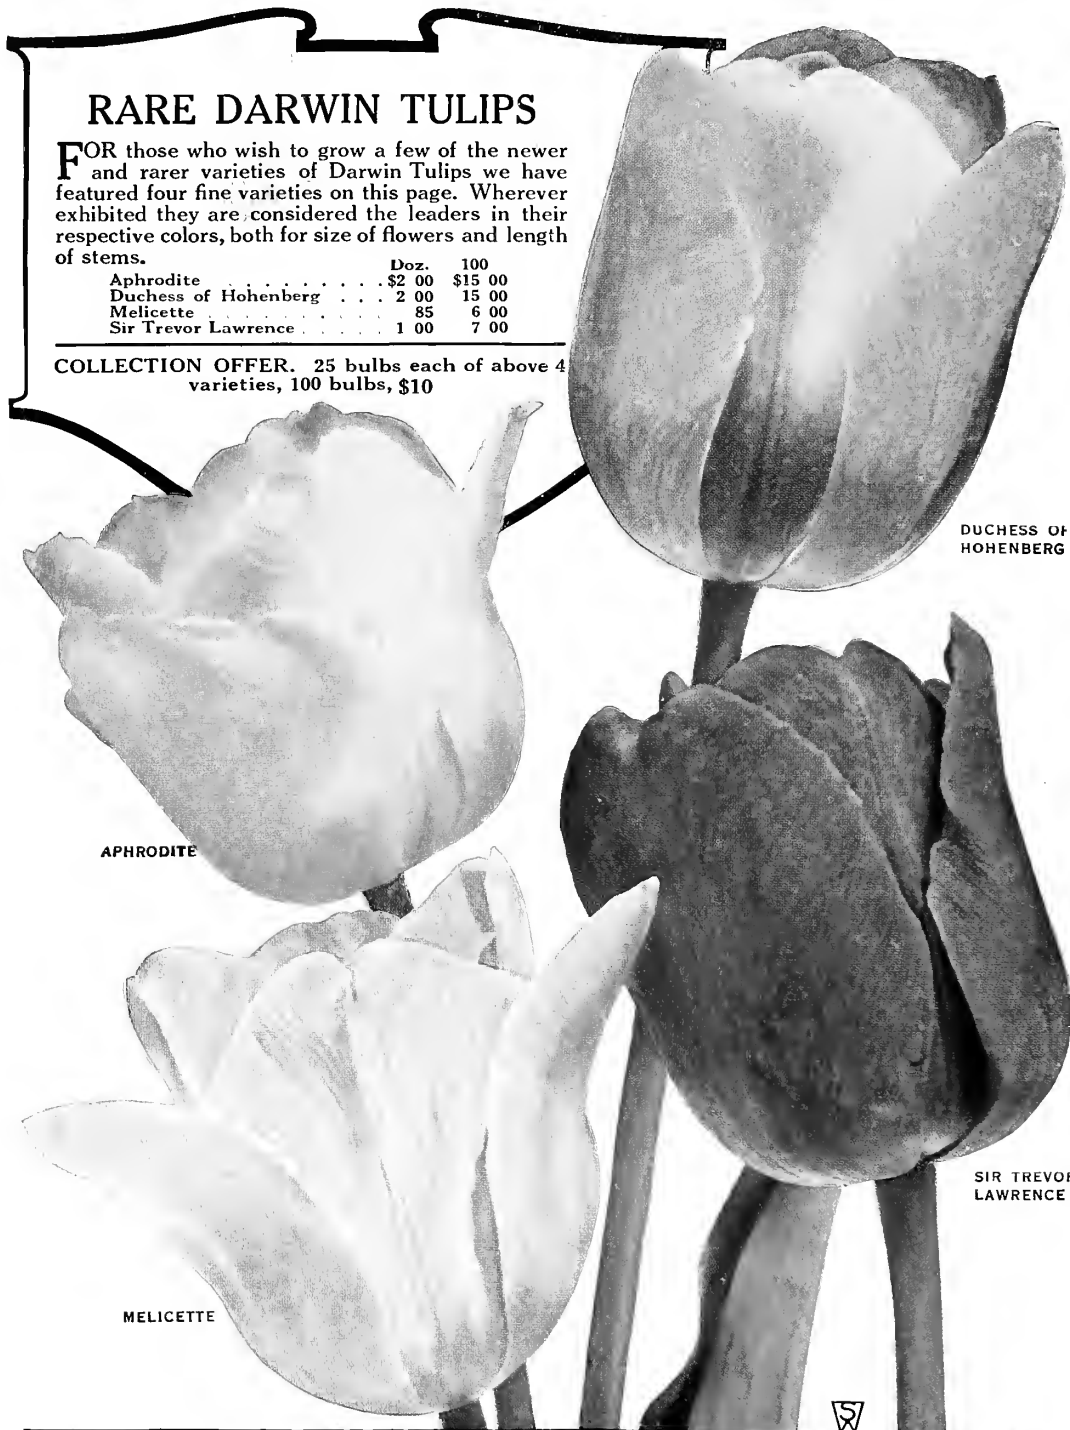 RARE DARWIN TULIPS
FOR those who wish to grow a few of the newer
and rarer varieties of Darwin Tulips we have
featured four fine varieties on this page. Wherever
exhibited they are considered the leaders in their
respective colors, both for size of flowers and length
of stems.
Doz. 100
Aphrodite . . . . . . . . . $2 00 $15 00
Duchess of Hohenberg . . . 2 00 15 00
Melicette . . . . . . . . . . 85 6 00
Sir Trevor Lawrence . . . . . 1 00 7 00
COLLECTION OFFER. 25 bulbs each of above 4
varieties, 100 bulbs, $10
DUCHESS OF
HOHENBERG
APHRODITE
SIR TREVOR
LAWRENCE
MELICETTE